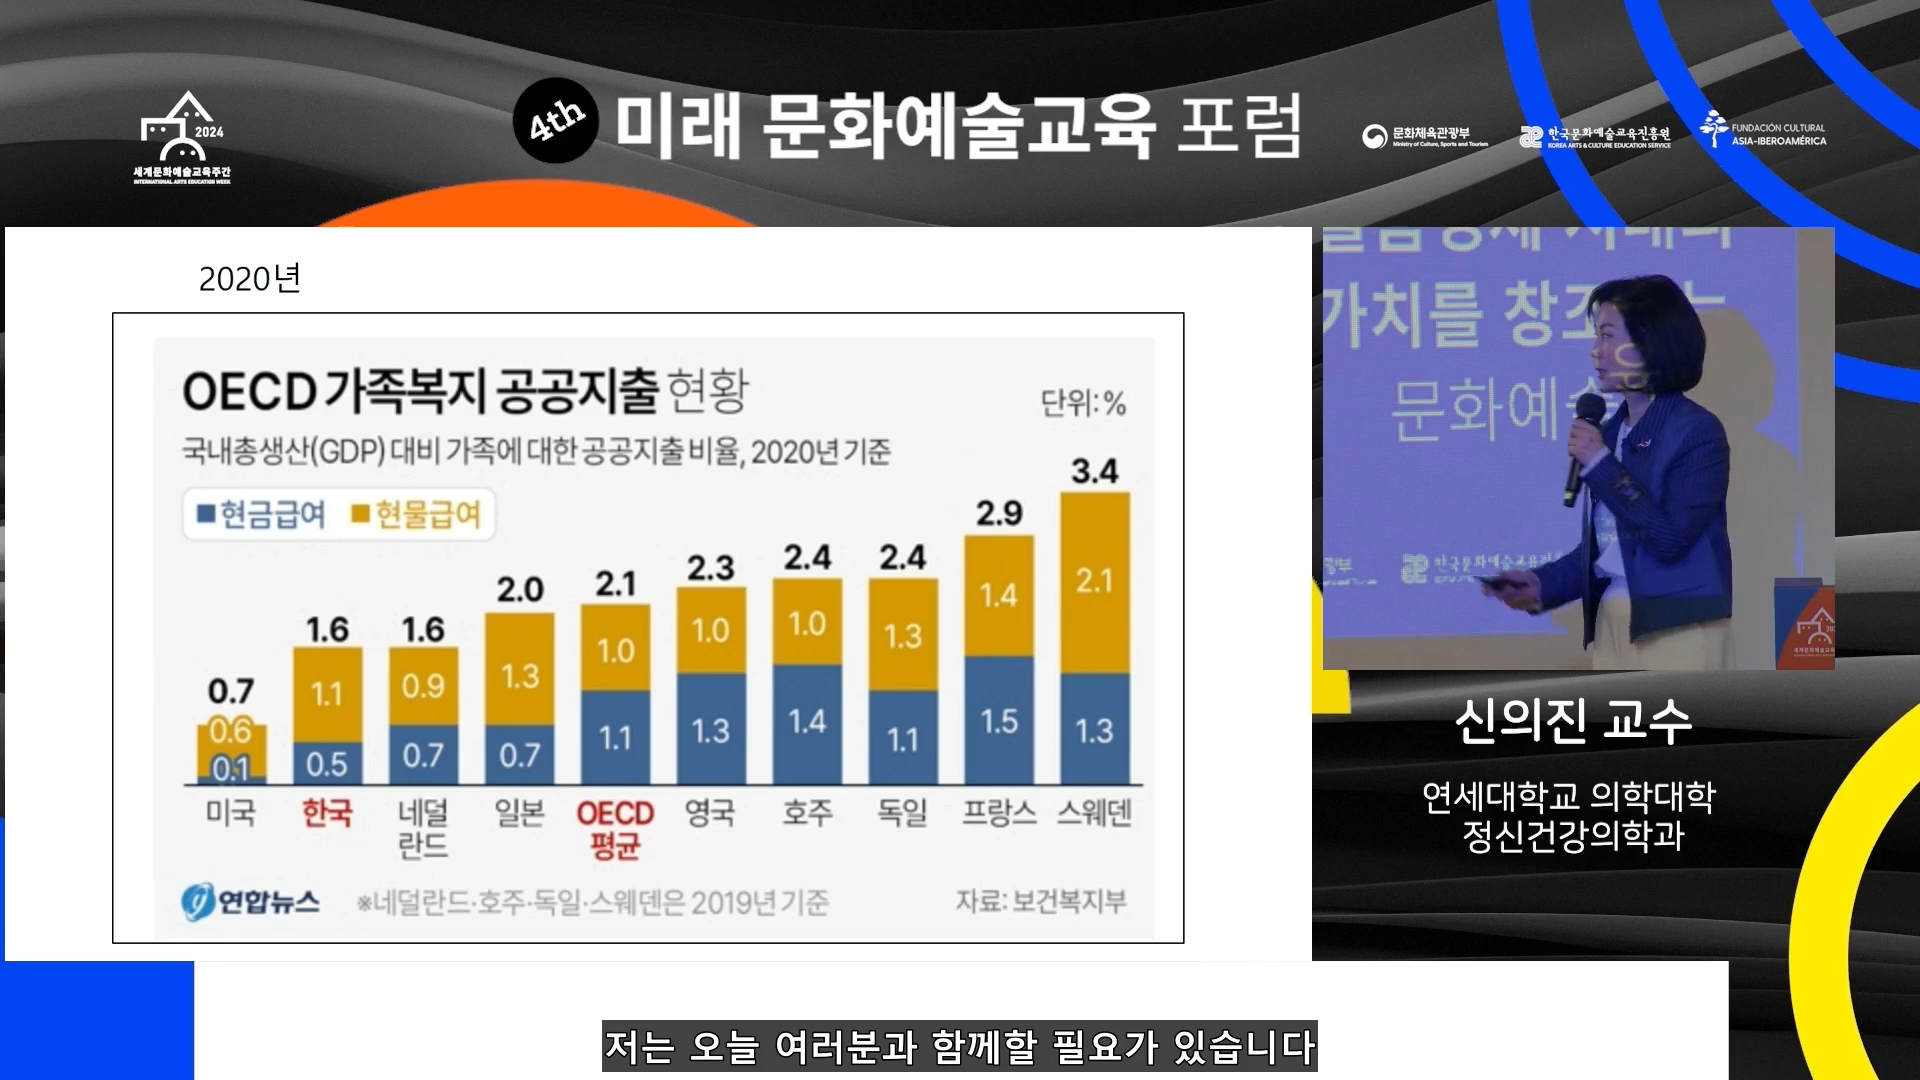 2024
세계문화예술교육주간
INTERNATIONAL ARTS EDUCATION WEEK
4th 미래 문화예술교육 포럼
문화체육관광부
Ministry of Culture, Sports and Tourism
한국문화예술교육진흥원
KOREA ARTS & CULTURE EDUCATION SERVICE
FUNDACIÓN CULTURAL
ASIA-IBEROAMÉRICA
2020년
OECD 가족복지 공공지출 현황
단위:%
국내총생산(GDP) 대비 가족에 대한 공공지출 비율, 2020년 기준
현금급여 현물급여
0.7 1.6 1.6 2.0 2.1 2.3 2.4 2.4 2.9 3.4
0.6 1.1 0.9 1.3 1.0 1.0 1.0 1.3 1.4 2.1
0.1 0.5 0.7 0.7 1.1 1.3 1.4 1.1 1.5 1.3
미국 한국 네덜란드 일본 OECD 평균 영국 호주 독일 프랑스 스웨덴
연합뉴스 ※네덜란드·호주·독일·스웨덴은 2019년 기준 자료: 보건복지부
가치를 창조
문화예술
신의진 교수
연세대학교 의학대학
정신건강의학과
저는 오늘 여러분과 함께할 필요가 있습니다